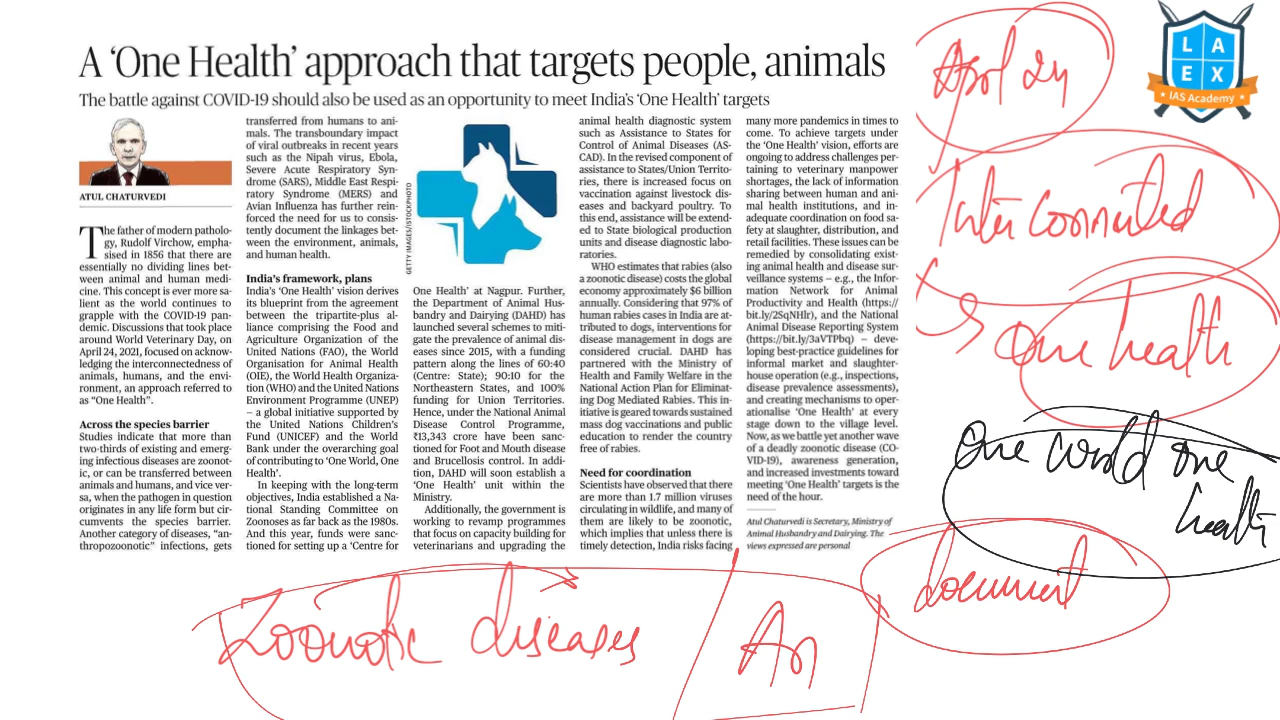 A ‘One Health’ approach that targets people, animals
The battle against COVID-19 should also be used as an opportunity to meet India’s ‘One Health’ targets
ATUL CHATURVEDI
The father of modern patholo-
gy, Rudolf Virchow, empha-
sised in 1856 that there are
essentially no dividing lines bet-
ween animal and human medi-
cine. This concept is ever more sa-
lient as the world continues to
grapple with the COVID-19 pan-
demic. Discussions that took place
around World Veterinary Day, on
April 24, 2021, focused on acknow-
ledging the interconnectedness of
animals, humans, and the envi-
ronment, an approach referred to
as “One Health”.
Across the species barrier
Studies indicate that more than
two-thirds of existing and emerg-
ing infectious diseases are zoonot-
ic, or can be transferred between
animals and humans, and vice ver-
sa, when the pathogen in question
originates in any life form but cir-
cumvents the species barrier.
Another category of diseases, “an-
thropozoonotic” infections, gets
transferred from humans to ani-
mals. The transboundary impact
of viral outbreaks in recent years
such as the Nipah virus, Ebola,
Severe Acute Respiratory Syn-
drome (SARS), Middle East Respi-
ratory Syndrome (MERS) and
Avian Influenza has further rein-
forced the need for us to consis-
tently document the linkages bet-
ween the environment, animals,
and human health.
India’s framework, plans
India’s ‘One Health’ vision derives
its blueprint from the agreement
between the tripartite-plus al-
liance comprising the Food and
Agriculture Organization of the
United Nations (FAO), the World
Organisation for Animal Health
(OIE), the World Health Organiza-
tion (WHO) and the United Nations
Environment Programme (UNEP)
– a global initiative supported by
the United Nations Children’s
Fund (UNICEF) and the World
Bank under the overarching goal
of contributing to ‘One World, One
Health’.
In keeping with the long-term
objectives, India established a Na-
tional Standing Committee on
Zoonoses as far back as the 1980s.
And this year, funds were sanc-
tioned for setting up a ‘Centre for
GETTY IMAGES/ISTOCKPHOTO
One Health’ at Nagpur. Further,
the Department of Animal Hus-
bandry and Dairying (DAHD) has
launched several schemes to miti-
gate the prevalence of animal dis-
eases since 2015, with a funding
pattern along the lines of 60:40
(Centre: State); 90:10 for the
Northeastern States, and 100%
funding for Union Territories.
Hence, under the National Animal
Disease Control Programme,
₹13,343 crore have been sanc-
tioned for Foot and Mouth disease
and Brucellosis control. In addi-
tion, DAHD will soon establish a
‘One Health’ unit within the
Ministry.
Additionally, the government is
working to revamp programmes
that focus on capacity building for
veterinarians and upgrading the
animal health diagnostic system
such as Assistance to States for
Control of Animal Diseases (AS-
CAD). In the revised component of
assistance to States/Union Territo-
ries, there is increased focus on
vaccination against livestock dis-
eases and backyard poultry. To
this end, assistance will be extend-
ed to State biological production
units and disease diagnostic labo-
ratories.
WHO estimates that rabies (also
a zoonotic disease) costs the global
economy approximately $6 billion
annually. Considering that 97% of
human rabies cases in India are at-
tributed to dogs, interventions for
disease management in dogs are
considered crucial. DAHD has
partnered with the Ministry of
Health and Family Welfare in the
National Action Plan for Eliminat-
ing Dog Mediated Rabies. This in-
itiative is geared towards sustained
mass dog vaccinations and public
education to render the country
free of rabies.
Need for coordination
Scientists have observed that there
are more than 1.7 million viruses
circulating in wildlife, and many of
them are likely to be zoonotic,
which implies that unless there is
timely detection, India risks facing
many more pandemics in times to
come. To achieve targets under
the ‘One Health’ vision, efforts are
ongoing to address challenges per-
taining to veterinary manpower
shortages, the lack of information
sharing between human and ani-
mal health institutions, and in-
adequate coordination on food sa-
fety at slaughter, distribution, and
retail facilities. These issues can be
remedied by consolidating exist-
ing animal health and disease sur-
veillance systems – e.g., the Infor-
mation Network for Animal
Productivity and Health (https://
bit.ly/2SqNHlr), and the National
Animal Disease Reporting System
(https://bit.ly/3aVTPbq) – deve-
loping best-practice guidelines for
informal market and slaughter-
house operation (e.g., inspections,
disease prevalence assessments),
and creating mechanisms to oper-
ationalise ‘One Health’ at every
stage down to the village level.
Now, as we battle yet another wave
of a deadly zoonotic disease (CO-
VID-19), awareness generation,
and increased investments toward
meeting ‘One Health’ targets is the
need of the hour.
Atul Chaturvedi is Secretary, Ministry of
Animal Husbandry and Dairying. The
views expressed are personal
LAEX
IAS Academy
April 24
Inter connected
One health
One world one
health
document
Zoonotic diseases
An